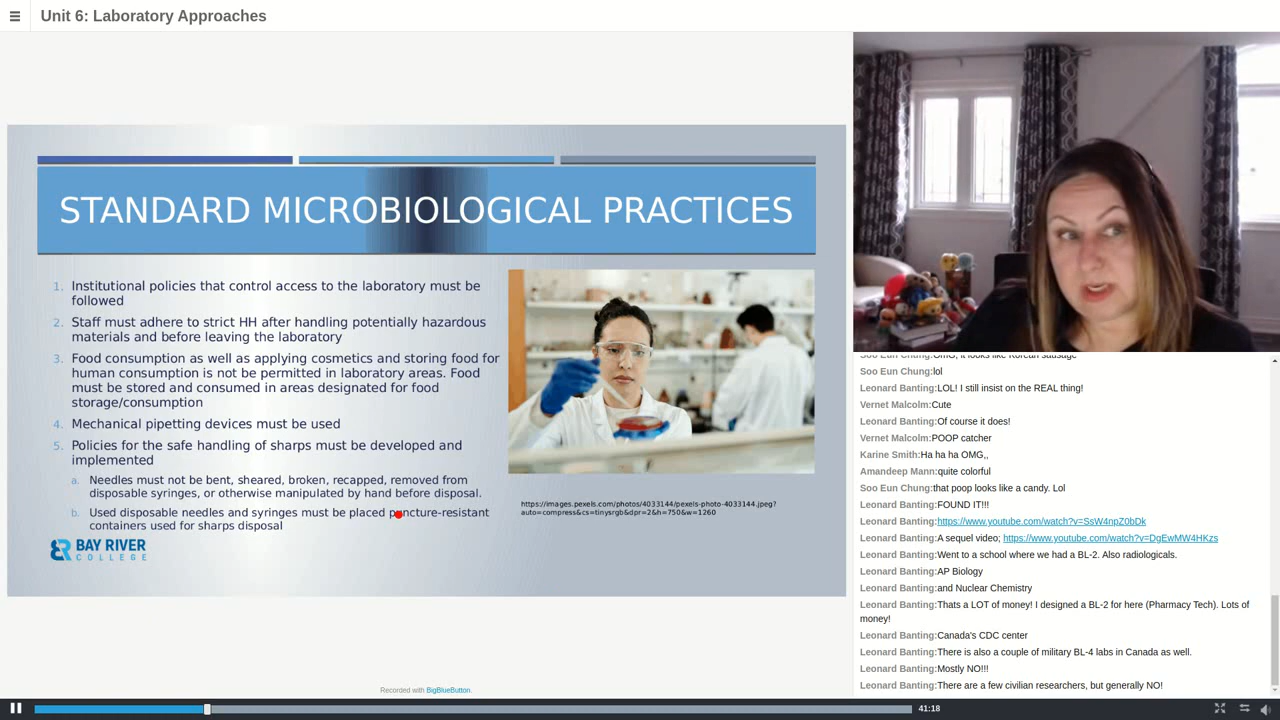 Unit 6: Laboratory Approaches
STANDARD MICROBIOLOGICAL PRACTICES
1. Institutional policies that control access to the laboratory must be
followed
2. Staff must adhere to strict HH after handling potentially hazardous
materials and before leaving the laboratory
3. Food consumption as well as applying cosmetics and storing food for
human consumption is not be permitted in laboratory areas. Food
must be stored and consumed in areas designated for food
storage/consumption
4. Mechanical pipetting devices must be used
5. Policies for the safe handling of sharps must be developed and
implemented
a. Needles must not be bent, sheared, broken, recapped, removed from
disposable syringes, or otherwise manipulated by hand before disposal.
b. Used disposable needles and syringes must be placed puncture-resistant
containers used for sharps disposal
https://images.pexels.com/photos/4033144/pexels-photo-4033144.jpeg?
auto=compress&cs=tinysrgb&dpr=2&h=750&w=1260
BAY RIVER
COLLEGE
Recorded with BigBlueButton.
Soo Eun Chung:OmG, it looks like Korean sausage
Soo Eun Chung:lol
Leonard Banting:LOL! I still insist on the REAL thing!
Vernet Malcolm:Cute
Leonard Banting:Of course it does!
Vernet Malcolm:POOP catcher
Karine Smith:Ha ha ha OMG,,
Amandeep Mann:quite colorful
Soo Eun Chung:that poop looks like a candy. Lol
Leonard Banting:FOUND IT!!!
Leonard Banting:https://www.youtube.com/watch?v=SsW4npZ0bDk
Leonard Banting:A sequel video; https://www.youtube.com/watch?v=DgEwMW4HKzs
Leonard Banting:Went to a school where we had a BL-2. Also radiologicals.
Leonard Banting:AP Biology
Leonard Banting:and Nuclear Chemistry
Leonard Banting:Thats a LOT of money! I designed a BL-2 for here (Pharmacy Tech). Lots of
money!
Leonard Banting:Canada's CDC center
Leonard Banting:There is also a couple of military BL-4 labs in Canada as well.
Leonard Banting:Mostly NO!!!
Leonard Banting:There are a few civilian researchers, but generally NO!
41:18